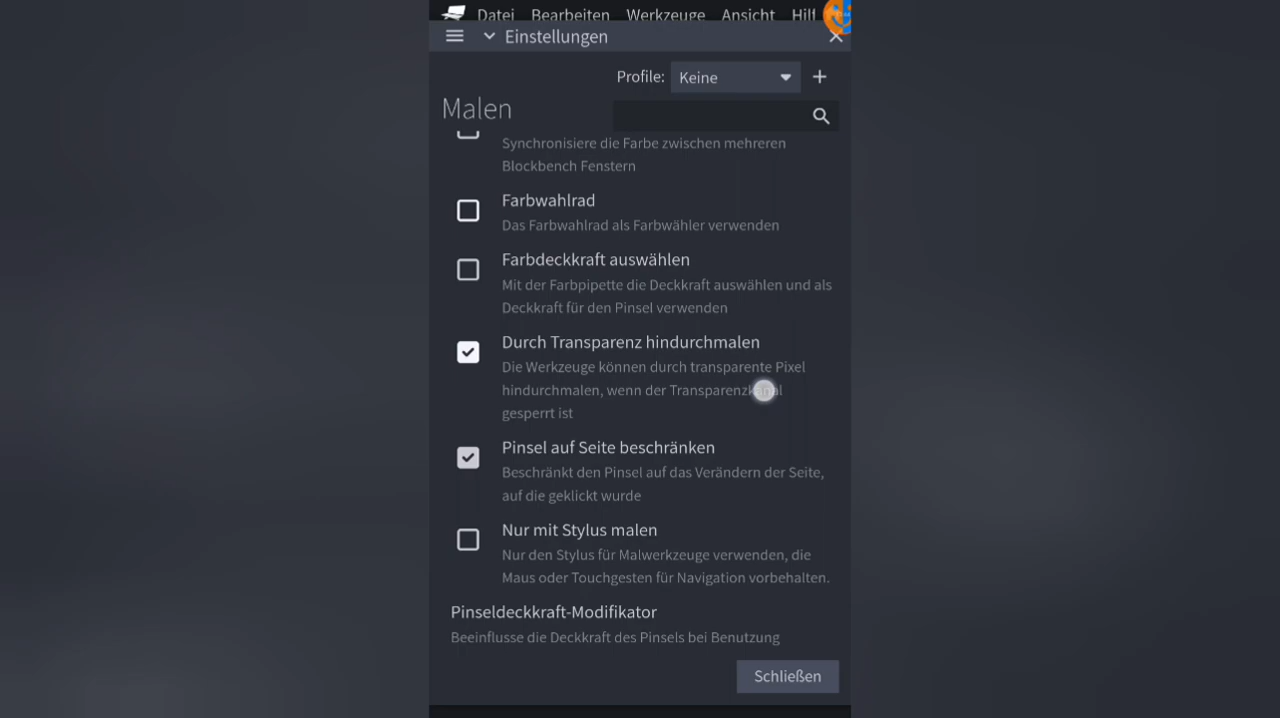 Datei Bearbeiten Werkzeuge Ansicht Hilf
Einstellungen
Profile: Keine
Malen
Synchronisiere die Farbe zwischen mehreren
Blockbench Fenstern
Farbwahlrad
Das Farbwahlrad als Farbwähler verwenden
Farbdeckkraft auswählen
Mit der Farbpipette die Deckkraft auswählen und als
Deckkraft für den Pinsel verwenden
Durch Transparenz hindurchmalen
Die Werkzeuge können durch transparente Pixel
hindurchmalen, wenn der Transparenzkanal
gesperrt ist
Pinsel auf Seite beschränken
Beschränkt den Pinsel auf das Verändern der Seite,
auf die geklickt wurde
Nur mit Stylus malen
Nur den Stylus für Malwerkzeuge verwenden, die
Maus oder Touchgesten für Navigation vorbehalten.
Pinseldeckkraft-Modifikator
Beeinflusse die Deckkraft des Pinsels bei Benutzung
Schließen